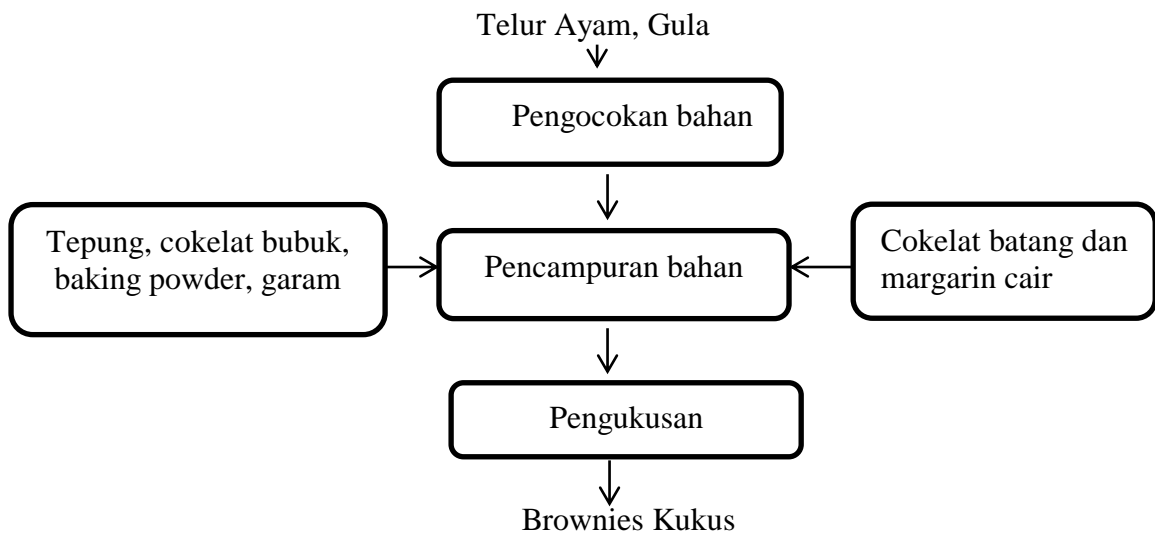 Telur Ayam, Gula
Pengocokan bahan
Tepung, cokelat bubuk,
baking powder, garam
Pencampuran bahan
Cokelat batang dan
margarin cair
Pengukusan
Brownies Kukus